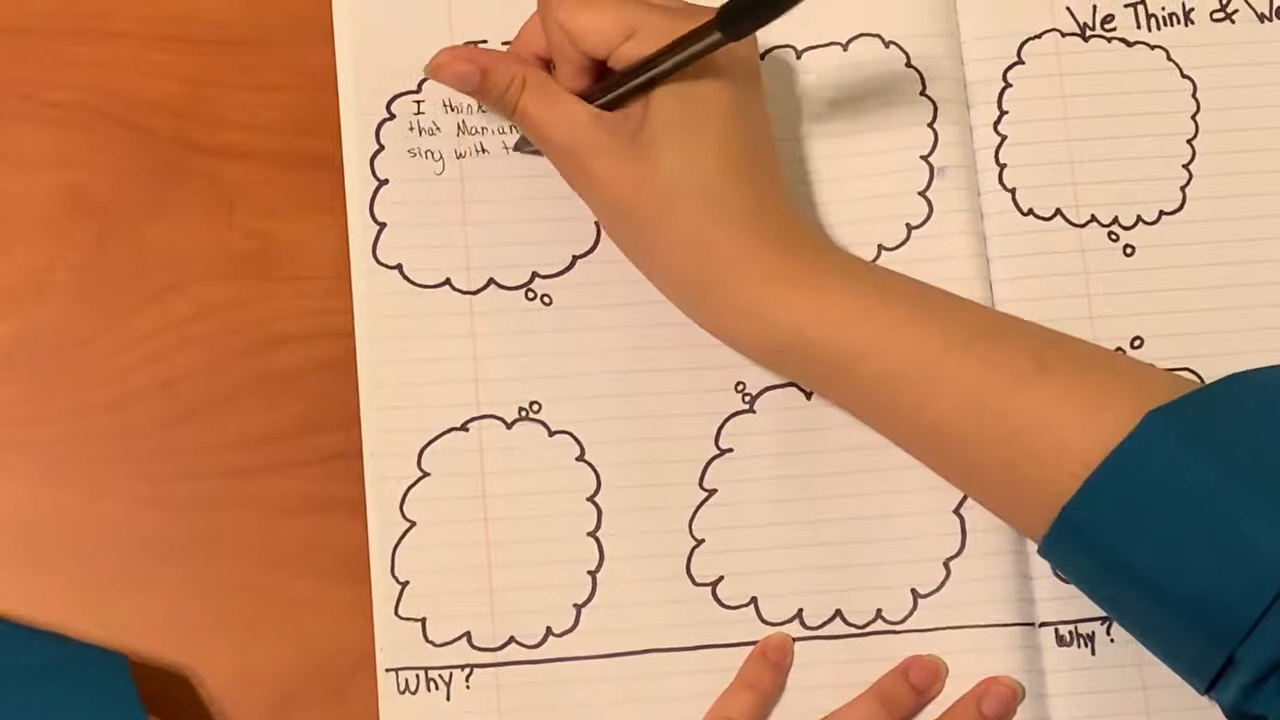 We Think & We
I think
that Marian
sing with
Why?
Why?